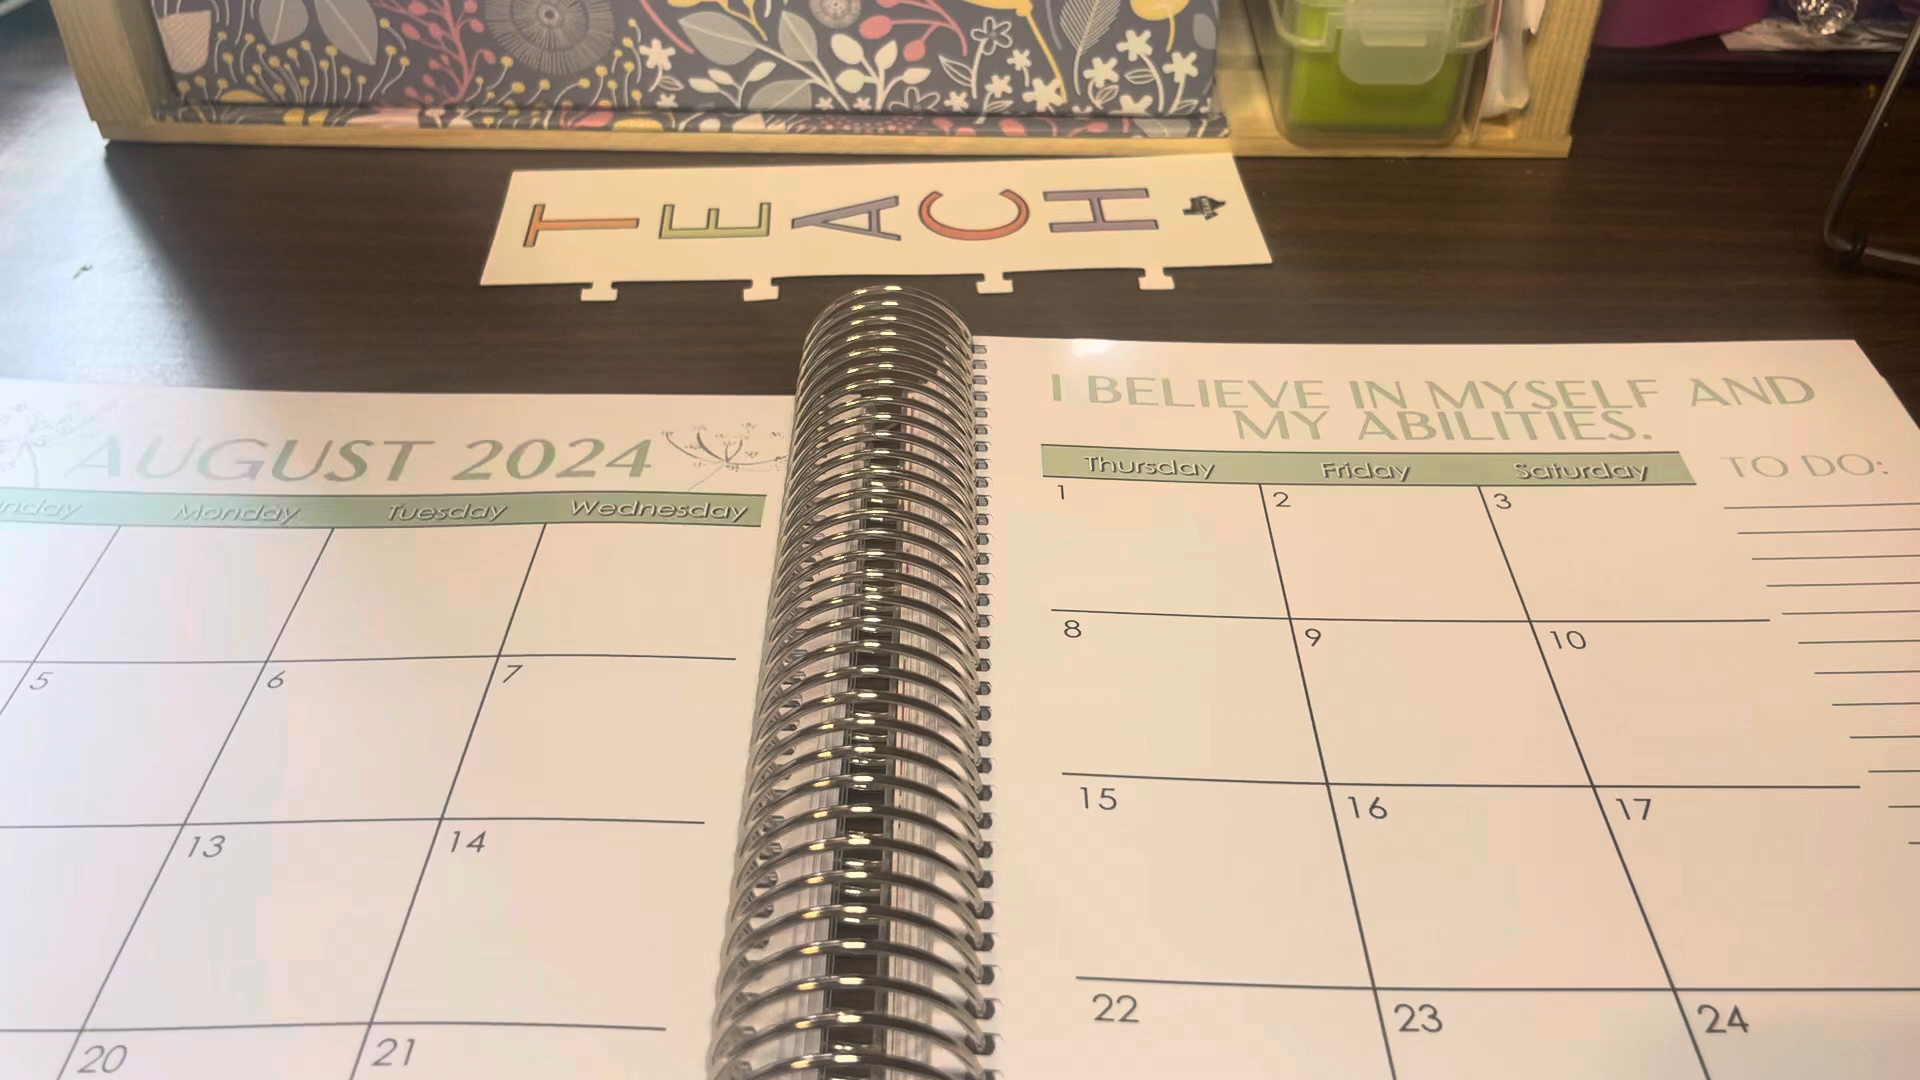 TEACH
AUGUST 2024
Monday Tuesday Wednesday
5 6 7
13 14
20 21
I BELIEVE IN MYSELF AND
MY ABILITIES.
Thursday Friday Saturday
TO DO:
1 2 3
8 9 10
15 16 17
22 23 24